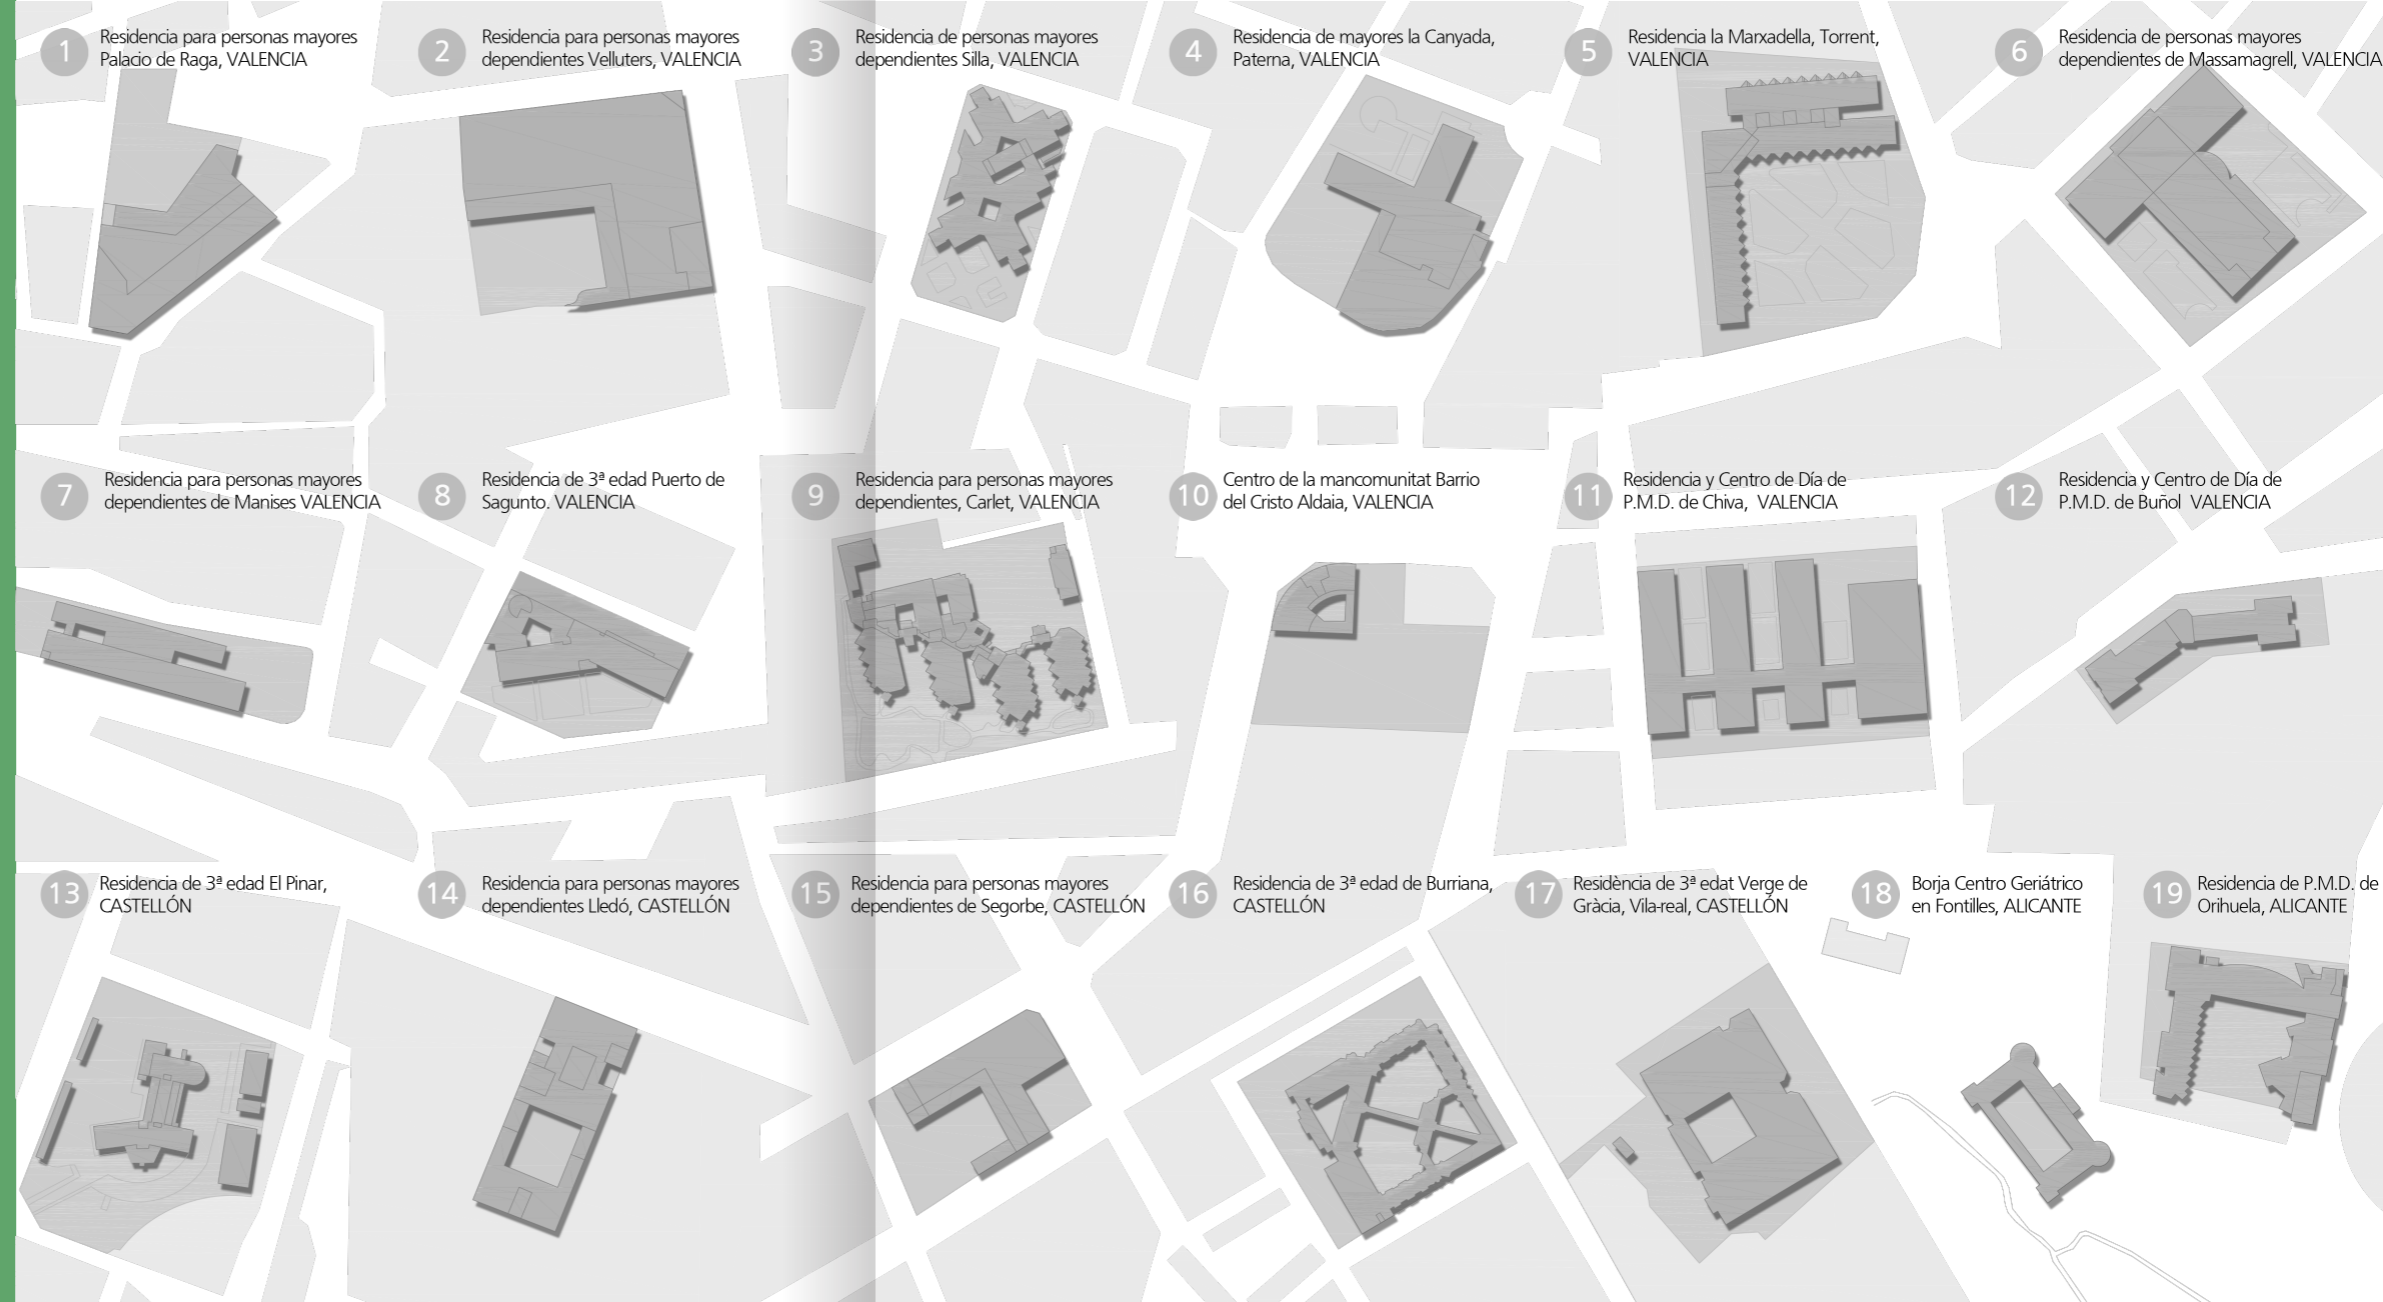 1
Residencia para personas mayores
Palacio de Raga, VALENCIA
2
Residencia para personas mayores
dependientes Velluters, VALENCIA
3
Residencia de personas mayores
dependientes Silla, VALENCIA
4
Residencia de mayores la Canyada,
Paterna, VALENCIA
5
Residencia la Marxadella, Torrent,
VALENCIA
6
Residencia de personas mayores
dependientes de Massamagrell, VALENCIA
7
Residencia para personas mayores
dependientes de Manises VALENCIA
8
Residencia de 3ª edad Puerto de
Sagunto. VALENCIA
9
Residencia para personas mayores
dependientes, Carlet, VALENCIA
10
Centro de la mancomunitat Barrio
del Cristo Aldaia, VALENCIA
11
Residencia y Centro de Día de
P.M.D. de Chiva, VALENCIA
12
Residencia y Centro de Día de
P.M.D. de Buñol VALENCIA
13
Residencia de 3ª edad El Pinar,
CASTELLÓN
14
Residencia para personas mayores
dependientes Lledó, CASTELLÓN
15
Residencia para personas mayores
dependientes de Segorbe, CASTELLÓN
16
Residencia de 3ª edad de Burriana,
CASTELLÓN
17
Residència de 3ª edat Verge de
Gràcia, Vila-real, CASTELLÓN
18
Borja Centro Geriátrico
en Fontilles, ALICANTE
19
Residencia de P.M.D. de
Orihuela, ALICANTE